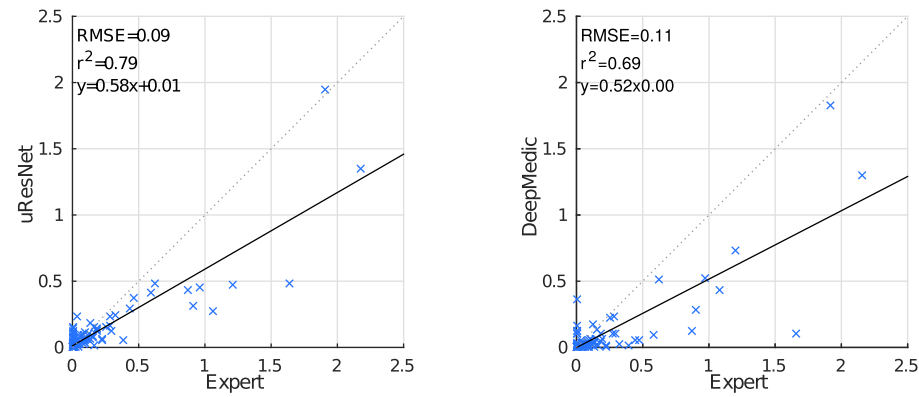 2.5
2
1.5
1
0.5
0
uResNet
RMSE=0.09
r²=0.79
y=0.58x+0.01
0 0.5 1 1.5 2 2.5
Expert
2.5
2
1.5
1
0.5
0
DeepMedic
RMSE=0.11
r²=0.69
y=0.52x0.00
0 0.5 1 1.5 2 2.5
Expert